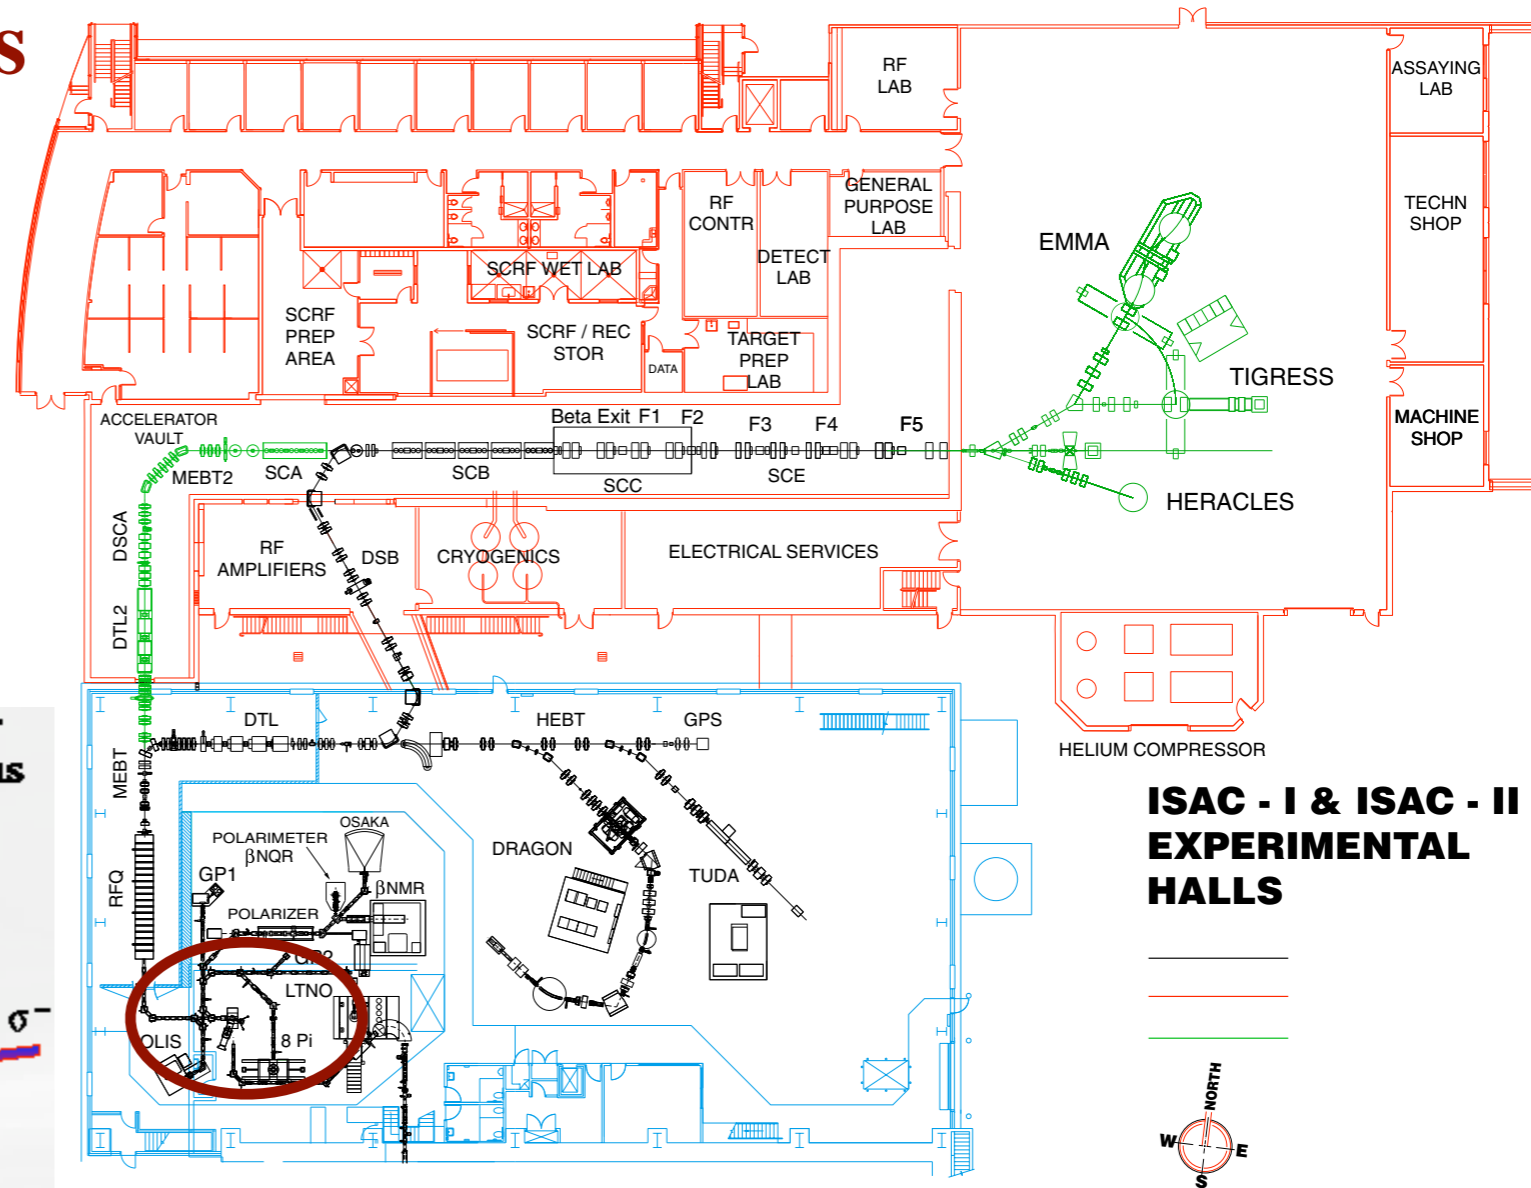 s
RF
LAB
ASSAYING
LAB
GENERAL
PURPOSE
LAB
RF
CONTR
TECHN
SHOP
EMMA
DETECT
LAB
SCRF WET LAB
SCRF
PREP
AREA
SCRF / REC
STOR
TARGET
PREP
LAB
DATA
TIGRESS
ACCELERATOR
VAULT
Beta Exit F1 F2 F3 F4 F5
MACHINE
SHOP
MEBT2
SCA
SCB
SCC
SCE
HERACLES
DSCA
RF
AMPLIFIERS
DSB
CRYOGENICS
ELECTRICAL SERVICES
DTL2
DTL
HEBT
GPS
HELIUM COMPRESSOR
MEBT
us
ISAC - I & ISAC - II
EXPERIMENTAL
HALLS
OSAKA
POLARIMETER
βNQR
DRAGON
TUDA
RFQ
GP1
βNMR
POLARIZER
GP2
LTNO
σ⁻
OLIS
8 Pi
NORTH
W
E
S